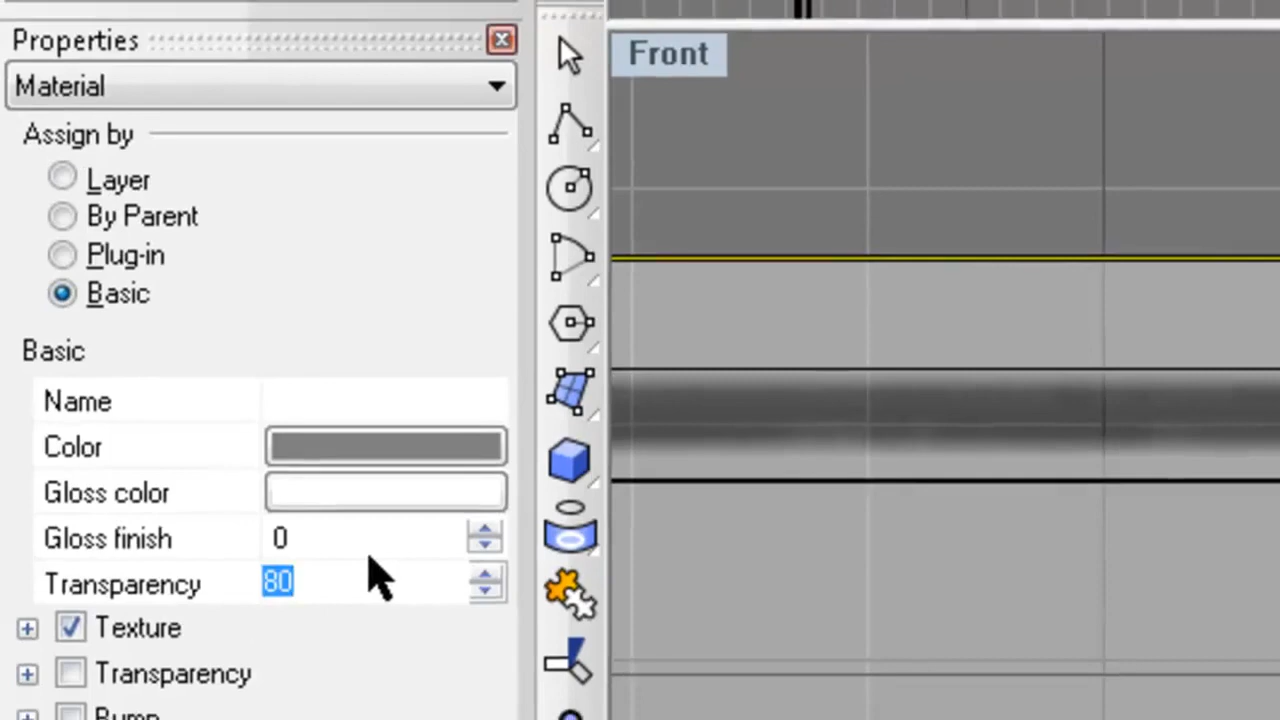 Properties
Material
Assign by
Layer
By Parent
Plug-in
Basic
Basic
Name
Color
Gloss color
Gloss finish 0
Transparency 80
Texture
Transparency
Bump
Front